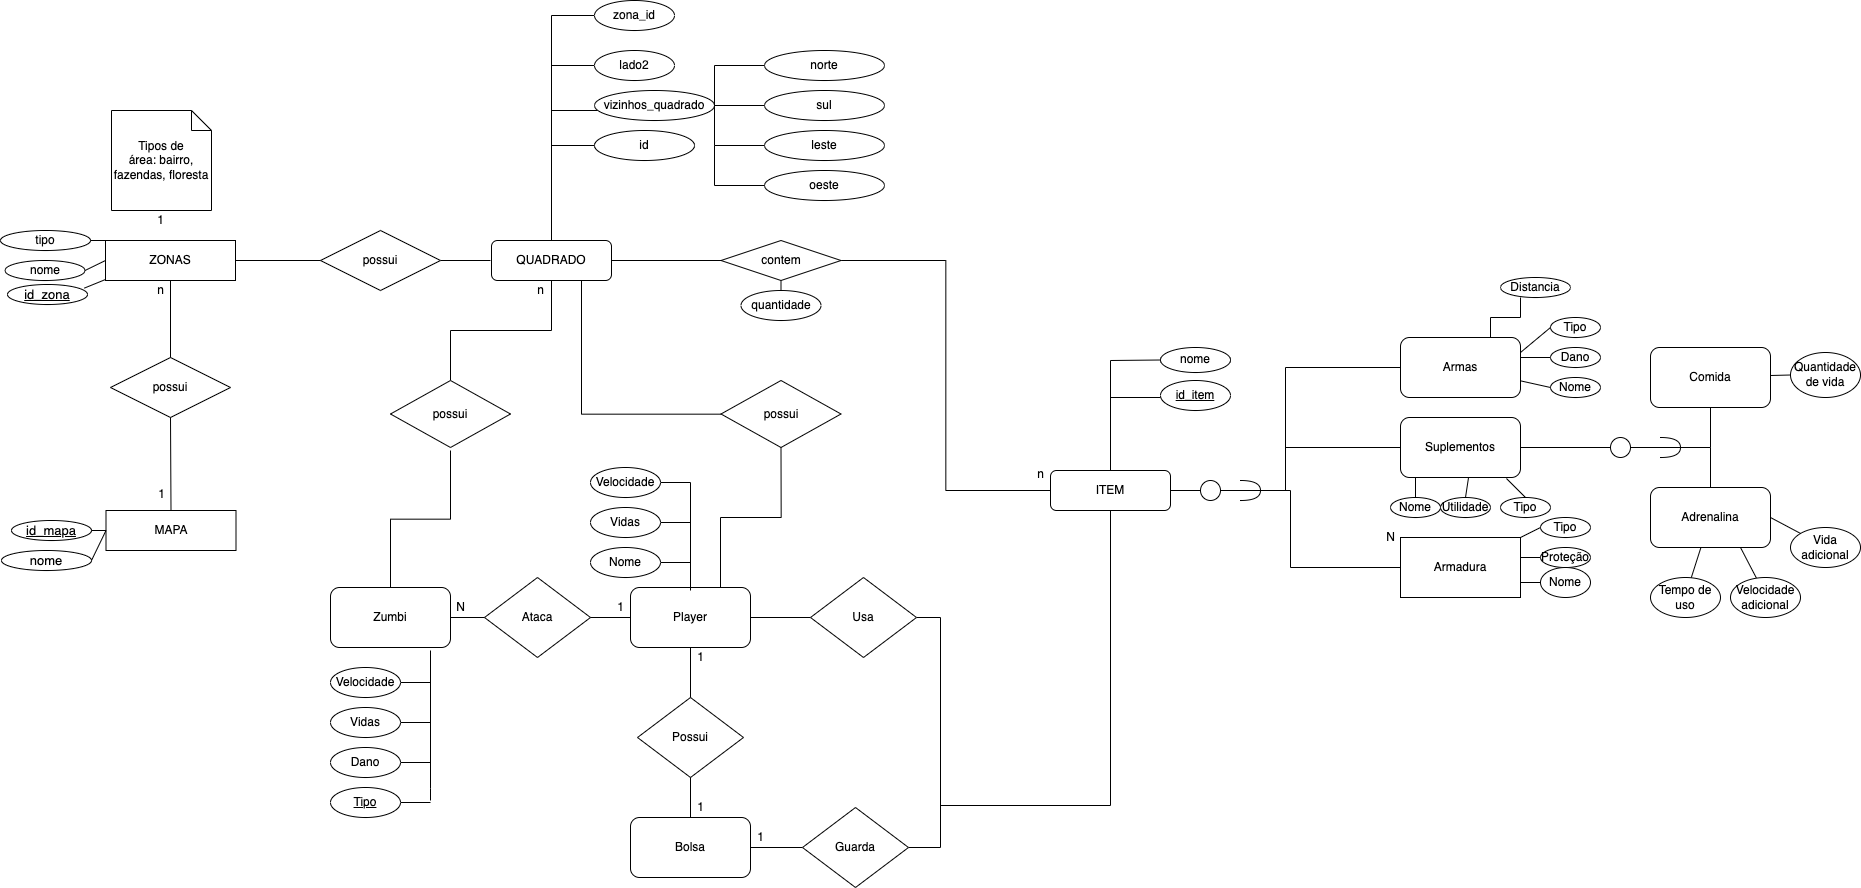 zona_id
lado2
vizinhos_quadrado
id
norte
sul
leste
oeste
Tipos de
área: bairro,
fazendas, floresta
1
tipo
nome
id_zona
ZONAS
n
possui
QUADRADO
n
contem
quantidade
possui
1
id_mapa
nome
MAPA
possui
possui
nome
id_item
n
ITEM
Distancia
Tipo
Dano
Nome
Armas
Suplementos
Nome
Utilidade
Tipo
N
Armadura
Tipo
Proteção
Nome
Comida
Quantidade
de vida
Adrenalina
Vida
adicional
Tempo de
uso
Velocidade
adicional
Velocidade
Vidas
Nome
Zumbi
N
Ataca
1
Player
Usa
1
Velocidade
Vidas
Dano
Tipo
Possui
1
Bolsa
1
Guarda